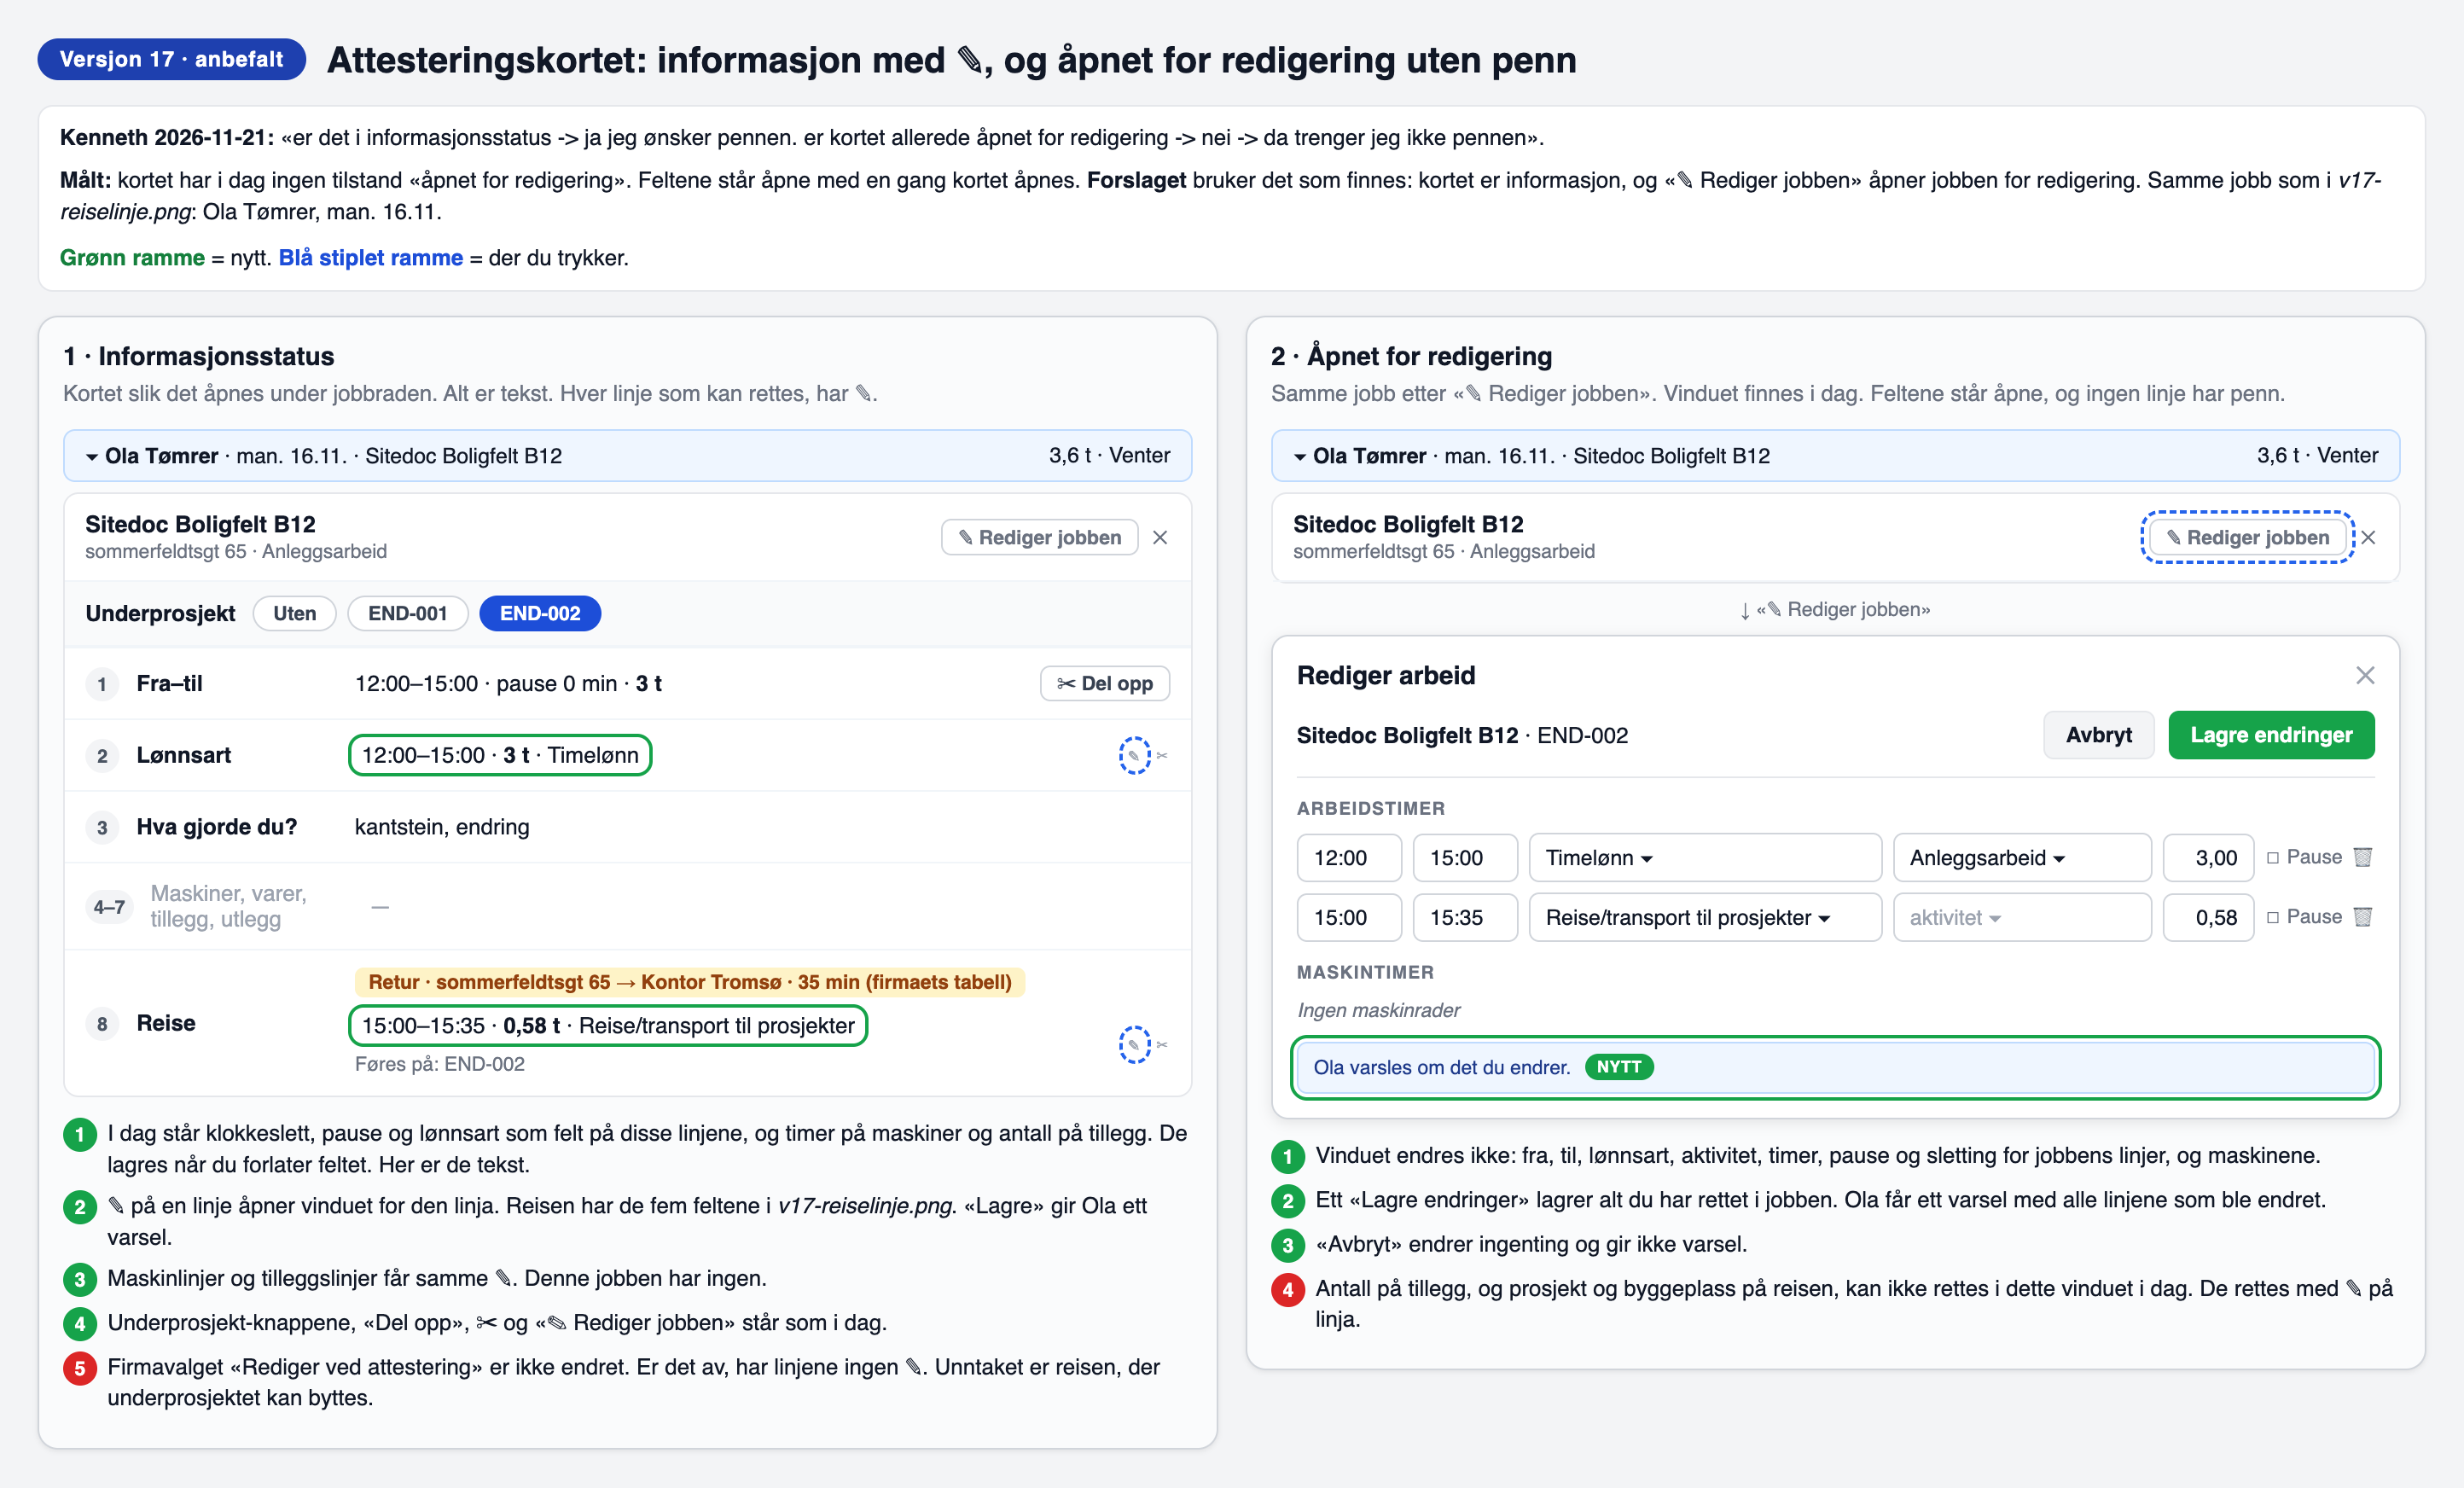 Versjon 17 · anbefalt
Attesteringskortet: informasjon med ✎, og åpnet for redigering uten penn
Kenneth 2026-11-21: «er det i informasjonsstatus -> ja jeg ønsker pennen. er kortet allerede åpnet for redigering -> nei -> da trenger jeg ikke pennen».
Målt: kortet har i dag ingen tilstand «åpnet for redigering». Feltene står åpne med en gang kortet åpnes. Forslaget bruker det som finnes: kortet er informasjon, og «✎ Rediger jobben» åpner jobben for redigering. Samme jobb som i v17-
reiselinje.png: Ola Tømrer, man. 16.11.
Grønn ramme = nytt. Blå stiplet ramme = der du trykker.
1 · Informasjonsstatus
Kortet slik det åpnes under jobbraden. Alt er tekst. Hver linje som kan rettes, har ✎.
Ola Tømrer · man. 16.11. · Sitedoc Boligfelt B12
3,6 t · Venter
Sitedoc Boligfelt B12
sommerfeldtsgt 65 · Anleggsarbeid
✎ Rediger jobben ×
Underprosjekt Uten END-001 END-002
1 Fra–til 12:00–15:00 · pause 0 min · 3 t ✂ Del opp
2 Lønnsart 12:00–15:00 · 3 t · Timelønn ✎ ✂
3 Hva gjorde du? kantstein, endring
4–7 Maskiner, varer,
tillegg, utlegg —
Retur · sommerfeldtsgt 65 → Kontor Tromsø · 35 min (firmaets tabell)
8 Reise 15:00–15:35 · 0,58 t · Reise/transport til prosjekter ✎ ✂
Føres på: END-002
1 I dag står klokkeslett, pause og lønnsart som felt på disse linjene, og timer på maskiner og antall på tillegg. De
lagres når du forlater feltet. Her er de tekst.
2 ✎ på en linje åpner vinduet for den linja. Reisen har de fem feltene i v17-reiselinje.png. «Lagre» gir Ola ett
varsel.
3 Maskinlinjer og tilleggslinjer får samme ✎. Denne jobben har ingen.
4 Underprosjekt-knappene, «Del opp», ✂ og «✎ Rediger jobben» står som i dag.
5 Firmavalget «Rediger ved attestering» er ikke endret. Er det av, har linjene ingen ✎. Unntaket er reisen, der
underprosjektet kan byttes.
2 · Åpnet for redigering
Samme jobb etter «✎ Rediger jobben». Vinduet finnes i dag. Feltene står åpne, og ingen linje har penn.
Ola Tømrer · man. 16.11. · Sitedoc Boligfelt B12
3,6 t · Venter
Sitedoc Boligfelt B12
sommerfeldtsgt 65 · Anleggsarbeid
✎ Rediger jobben ×
↓ «✎ Rediger jobben»
Rediger arbeid ×
Sitedoc Boligfelt B12 · END-002 Avbryt Lagre endringer
ARBEIDSTIMER
12:00 15:00 Timelønn Anleggsarbeid 3,00 Pause
15:00 15:35 Reise/transport til prosjekter aktivitet 0,58 Pause
MASKINTIMER
Ingen maskinrader
Ola varsles om det du endrer. NYTT
1 Vinduet endres ikke: fra, til, lønnsart, aktivitet, timer, pause og sletting for jobbens linjer, og maskinene.
2 Ett «Lagre endringer» lagrer alt du har rettet i jobben. Ola får ett varsel med alle linjene som ble endret.
3 «Avbryt» endrer ingenting og gir ikke varsel.
4 Antall på tillegg, og prosjekt og byggeplass på reisen, kan ikke rettes i dette vinduet i dag. De rettes med ✎ på
linja.